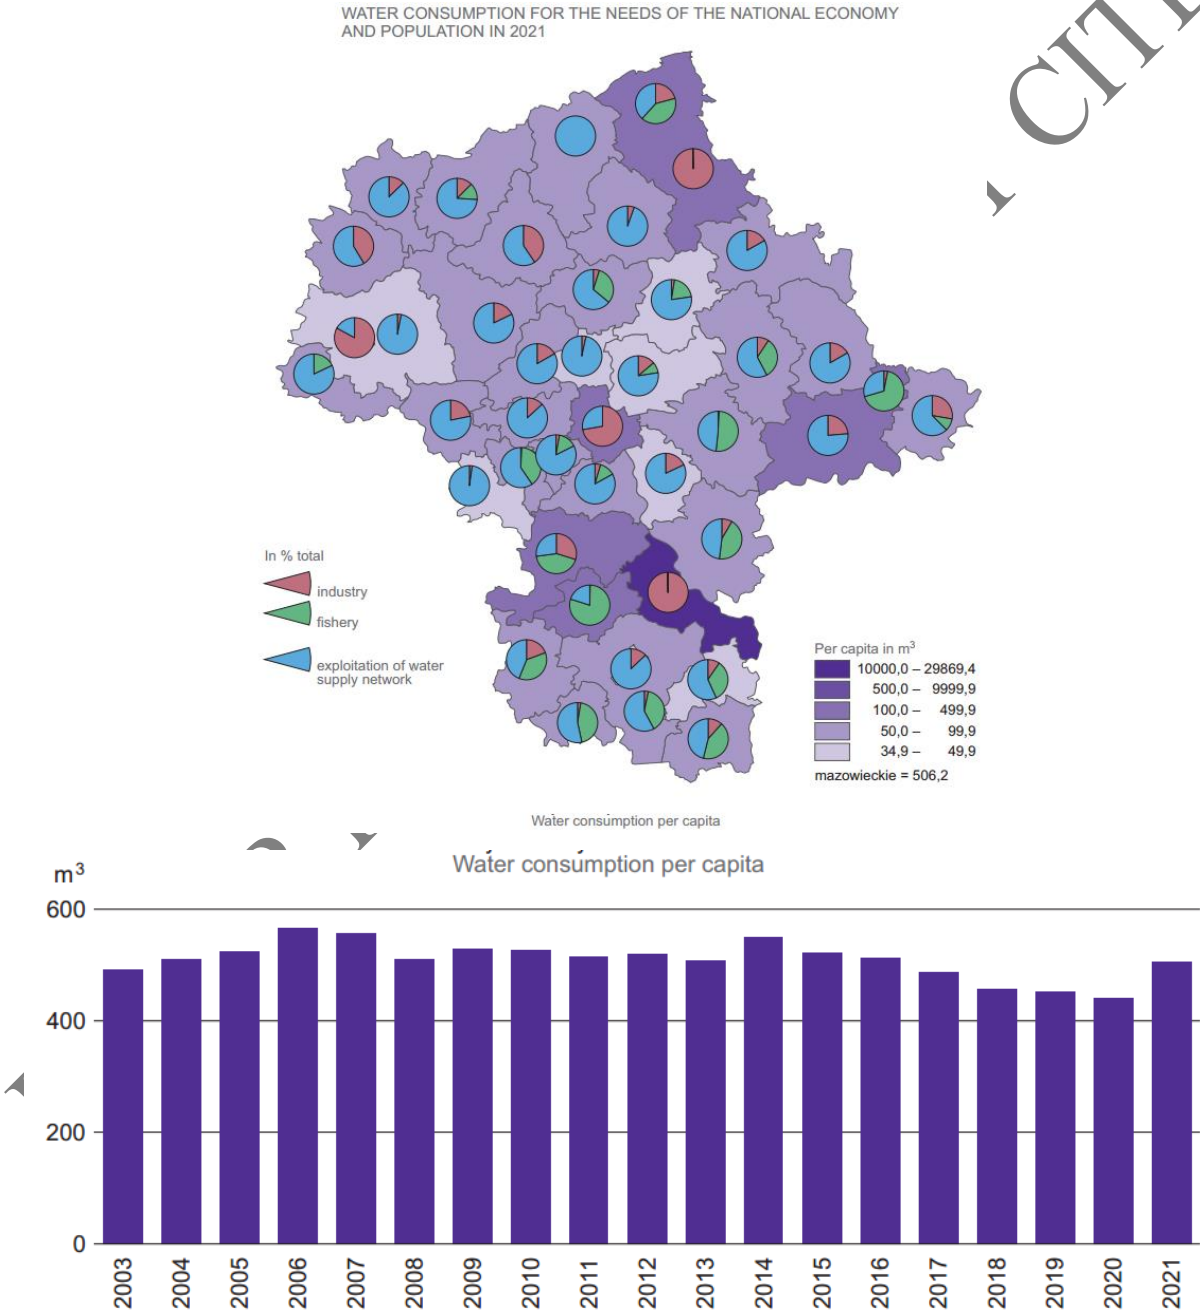 WATER CONSUMPTION FOR THE NEEDS OF THE NATIONAL ECONOMY
AND POPULATION IN 2021
CITE
In % total
industry
fishery
exploitation of water
supply network
Per capita in m³
10000,0 – 29869,4
500,0 – 9999,9
100,0 – 499,9
50,0 – 99,9
34,9 – 49,9
mazowieckie = 506,2
Water consumption per capita
Water consumption per capita
m³
600
400
200
0
2003 2004 2005 2006 2007 2008 2009 2010 2011 2012 2013 2014 2015 2016 2017 2018 2019 2020 2021